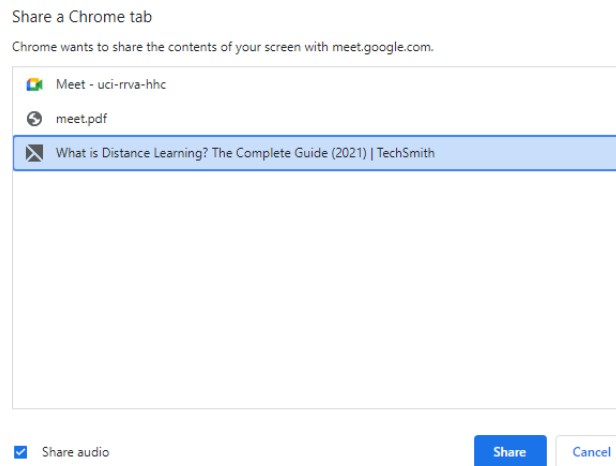 Share a Chrome tab
Chrome wants to share the contents of your screen with meet.google.com.
Meet - uci-rrva-hhc
meet.pdf
What is Distance Learning? The Complete Guide (2021) | TechSmith
Share audio
Share
Cancel